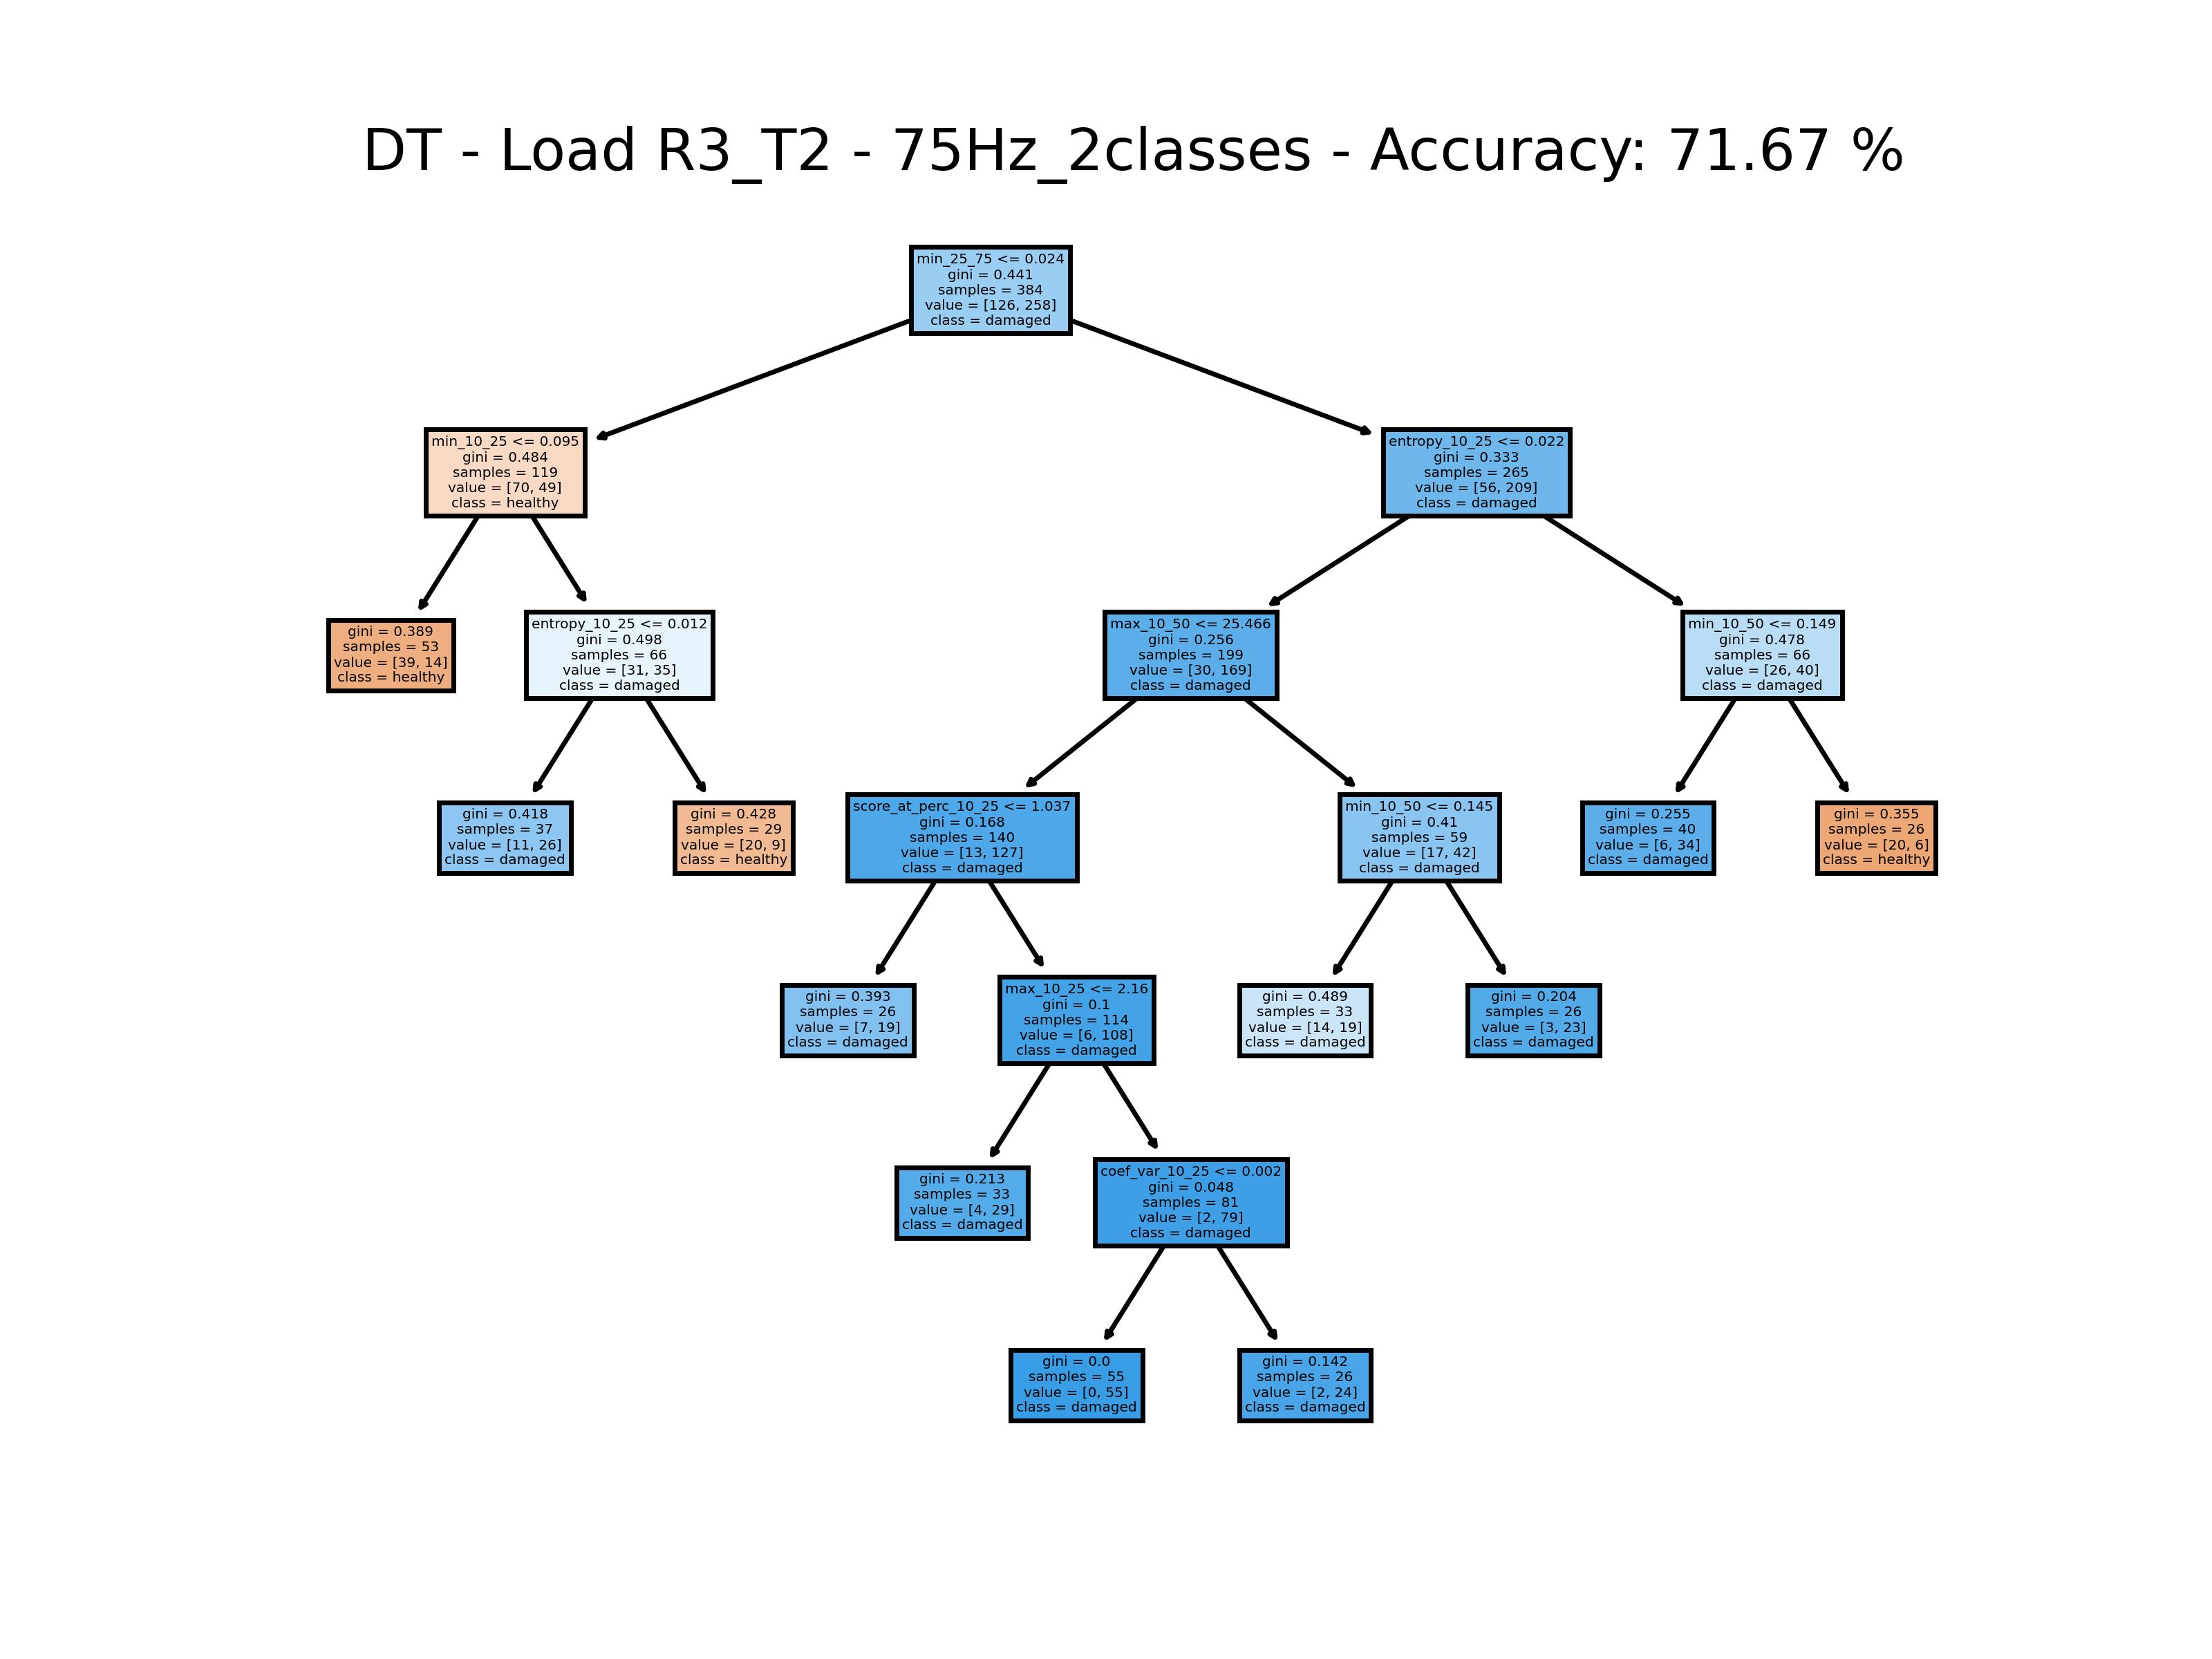 DT - Load R3_T2 - 75Hz_2classes - Accuracy: 71.67 %
min_25_75 <= 0.024
gini = 0.441
samples = 384
value = [126, 258]
class = damaged
min_10_25 <= 0.095
gini = 0.484
samples = 119
value = [70, 49]
class = healthy
entropy_10_25 <= 0.022
gini = 0.333
samples = 265
value = [56, 209]
class = damaged
gini = 0.389
samples = 53
value = [39, 14]
class = healthy
entropy_10_25 <= 0.012
gini = 0.498
samples = 66
value = [31, 35]
class = damaged
max_10_50 <= 25.466
gini = 0.256
samples = 199
value = [30, 169]
class = damaged
min_10_50 <= 0.149
gini = 0.478
samples = 66
value = [26, 40]
class = damaged
gini = 0.418
samples = 37
value = [11, 26]
class = damaged
gini = 0.428
samples = 29
value = [20, 9]
class = healthy
score_at_perc_10_25 <= 1.037
gini = 0.168
samples = 140
value = [13, 127]
class = damaged
min_10_50 <= 0.145
gini = 0.41
samples = 59
value = [17, 42]
class = damaged
gini = 0.255
samples = 40
value = [6, 34]
class = damaged
gini = 0.355
samples = 26
value = [20, 6]
class = healthy
gini = 0.393
samples = 26
value = [7, 19]
class = damaged
max_10_25 <= 2.16
gini = 0.1
samples = 114
value = [6, 108]
class = damaged
gini = 0.489
samples = 33
value = [14, 19]
class = damaged
gini = 0.204
samples = 26
value = [3, 23]
class = damaged
gini = 0.213
samples = 33
value = [4, 29]
class = damaged
coef_var_10_25 <= 0.002
gini = 0.048
samples = 81
value = [2, 79]
class = damaged
gini = 0.0
samples = 55
value = [0, 55]
class = damaged
gini = 0.142
samples = 26
value = [2, 24]
class = damaged